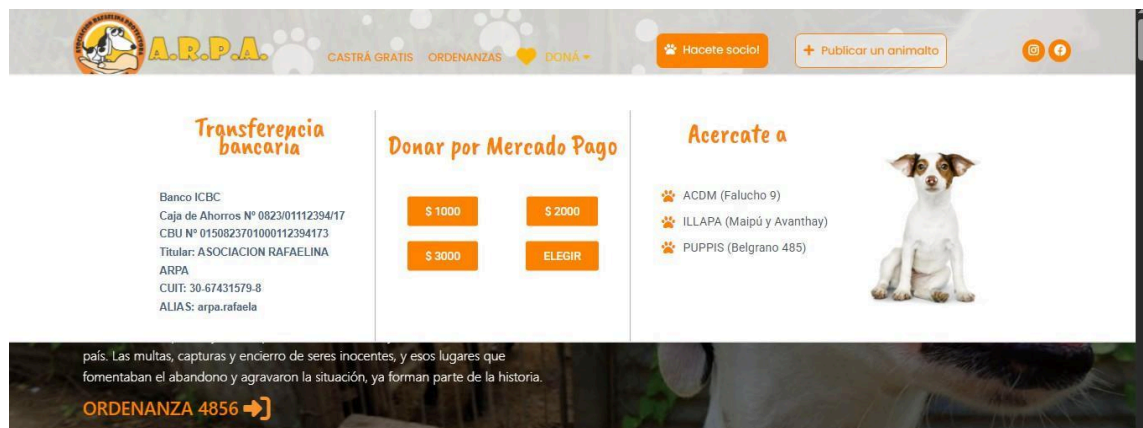 ASOCIACION RAFAELINA PROTECTORA
A.R.P.A.
CASTRÁ GRATIS
ORDENANZAS
DONÁ
Hacete socio!
+ Publicar un animalito
Transferencia
bancaria
Banco ICBC
Caja de Ahorros Nº 0823/01112394/17
CBU Nº 0150823701000112394173
Titular: ASOCIACION RAFAELINA
ARPA
CUIT: 30-67431579-8
ALIAS: arpa.rafaela
Donar por Mercado Pago
$ 1000
$ 2000
$ 3000
ELEGIR
Acercate a
ACDM (Falucho 9)
ILLAPA (Maipú y Avanthay)
PUPPIS (Belgrano 485)
país. Las multas, capturas y encierro de seres inocentes, y esos lugares que
fomentaban el abandono y agravaron la situación, ya forman parte de la historia.
ORDENANZA 4856